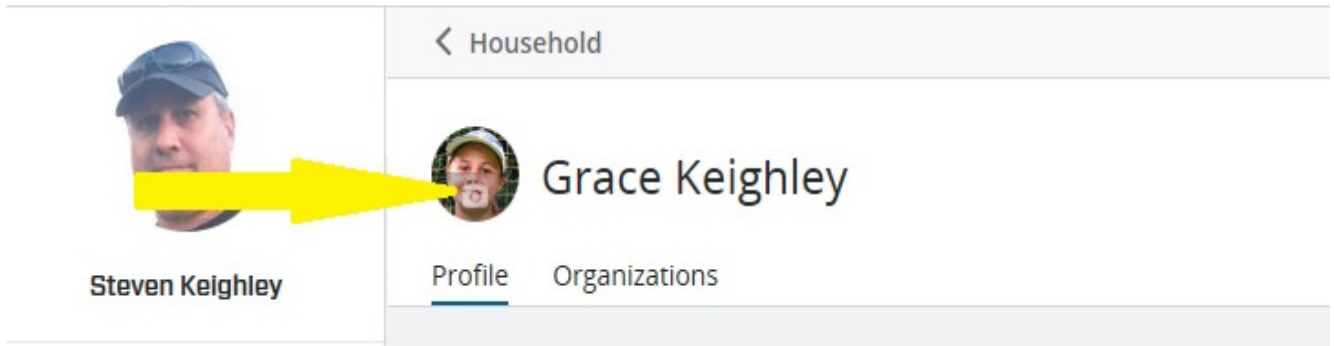 Household
Grace Keighley
Profile Organizations
Steven Keighley